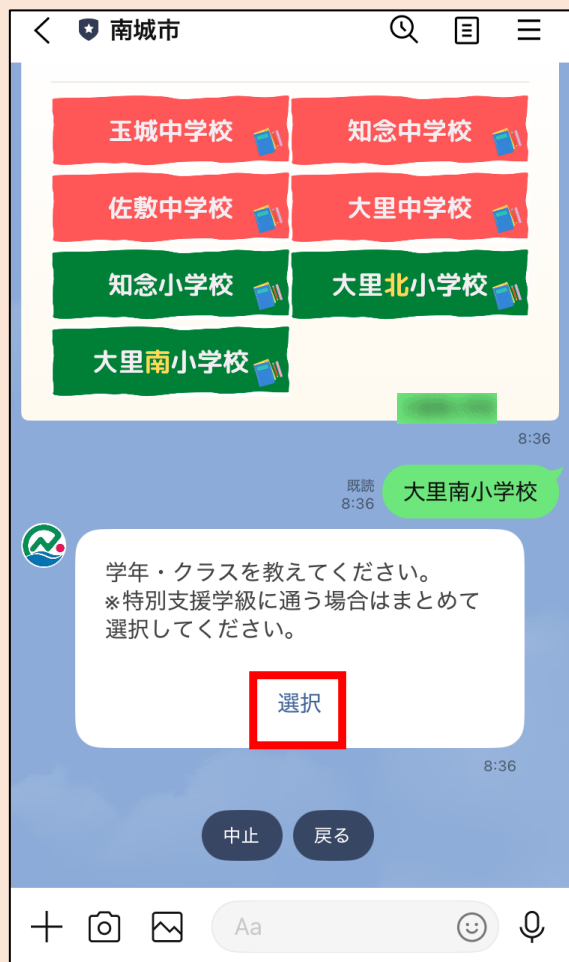 南城市
玉城中学校
知念中学校
佐敷中学校
大里中学校
知念小学校
大里北小学校
大里南小学校
8:36
既読
8:36
大里南小学校
学年・クラスを教えてください。
※特別支援学級に通う場合はまとめて
選択してください。
選択
8:36
中止
戻る
Aa